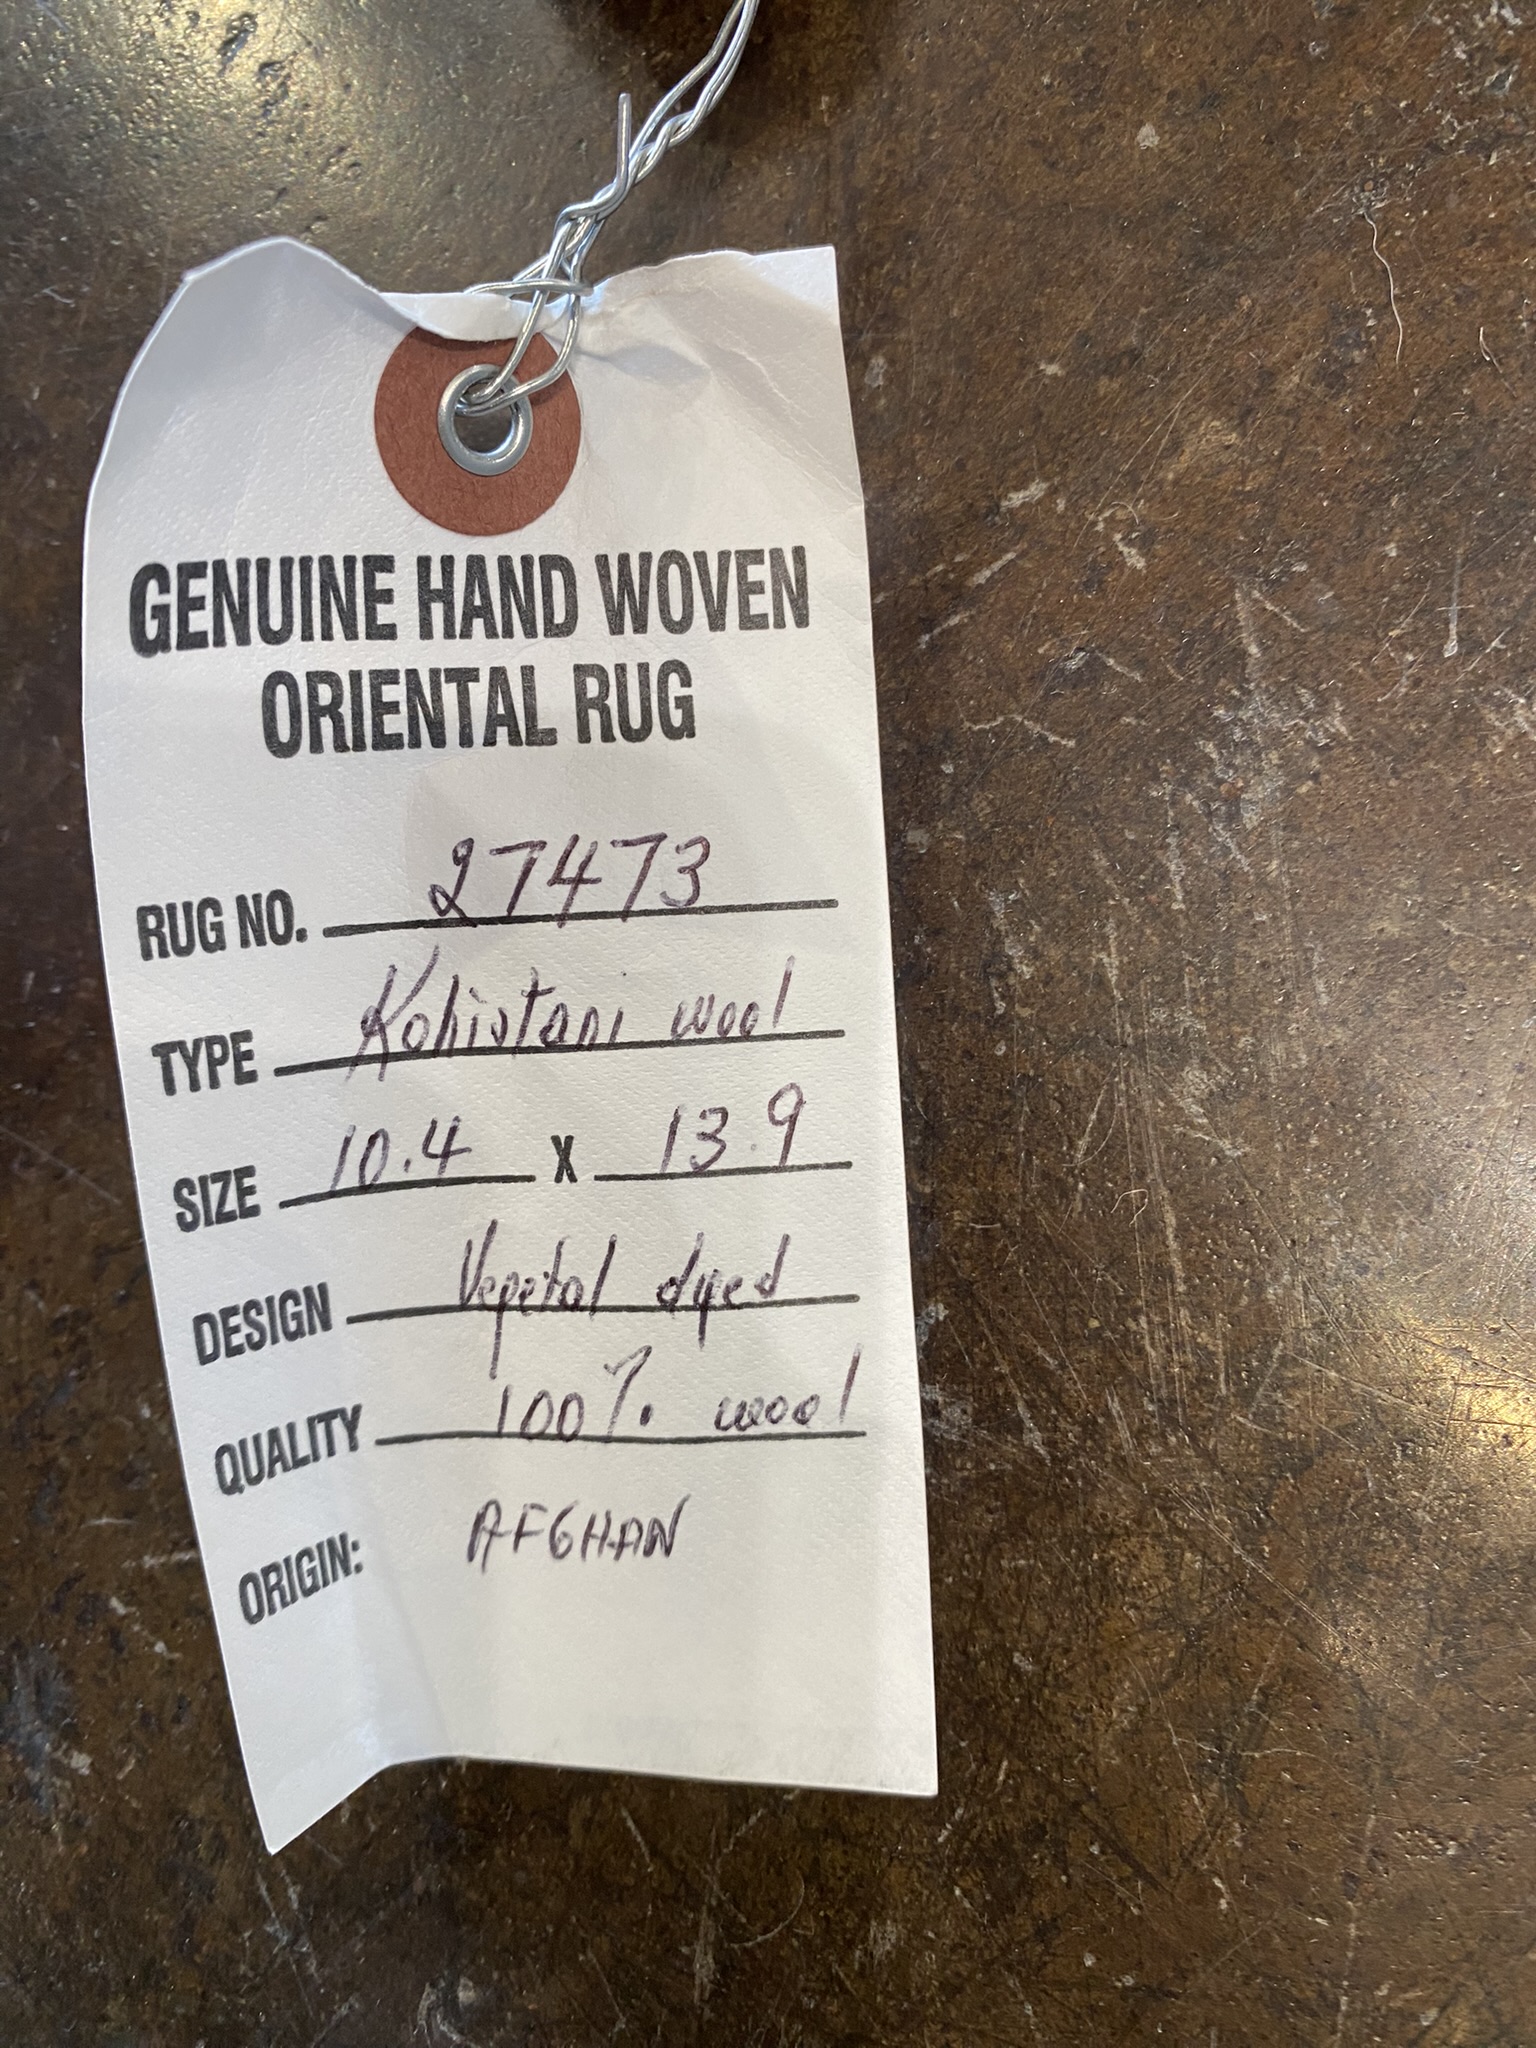 GENUINE HAND WOVEN
ORIENTAL RUG
RUG NO. 27473
TYPE Kohistani wool
SIZE 10.4 X 13.9
DESIGN Vegetal dyed
QUALITY 100% wool
ORIGIN: AFGHAN